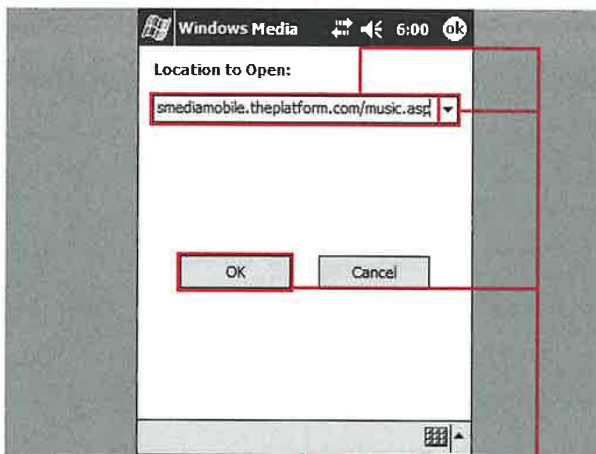 Windows Media 6:00 ok
Location to Open:
smediamobile.theplatform.com/music.asp
OK Cancel